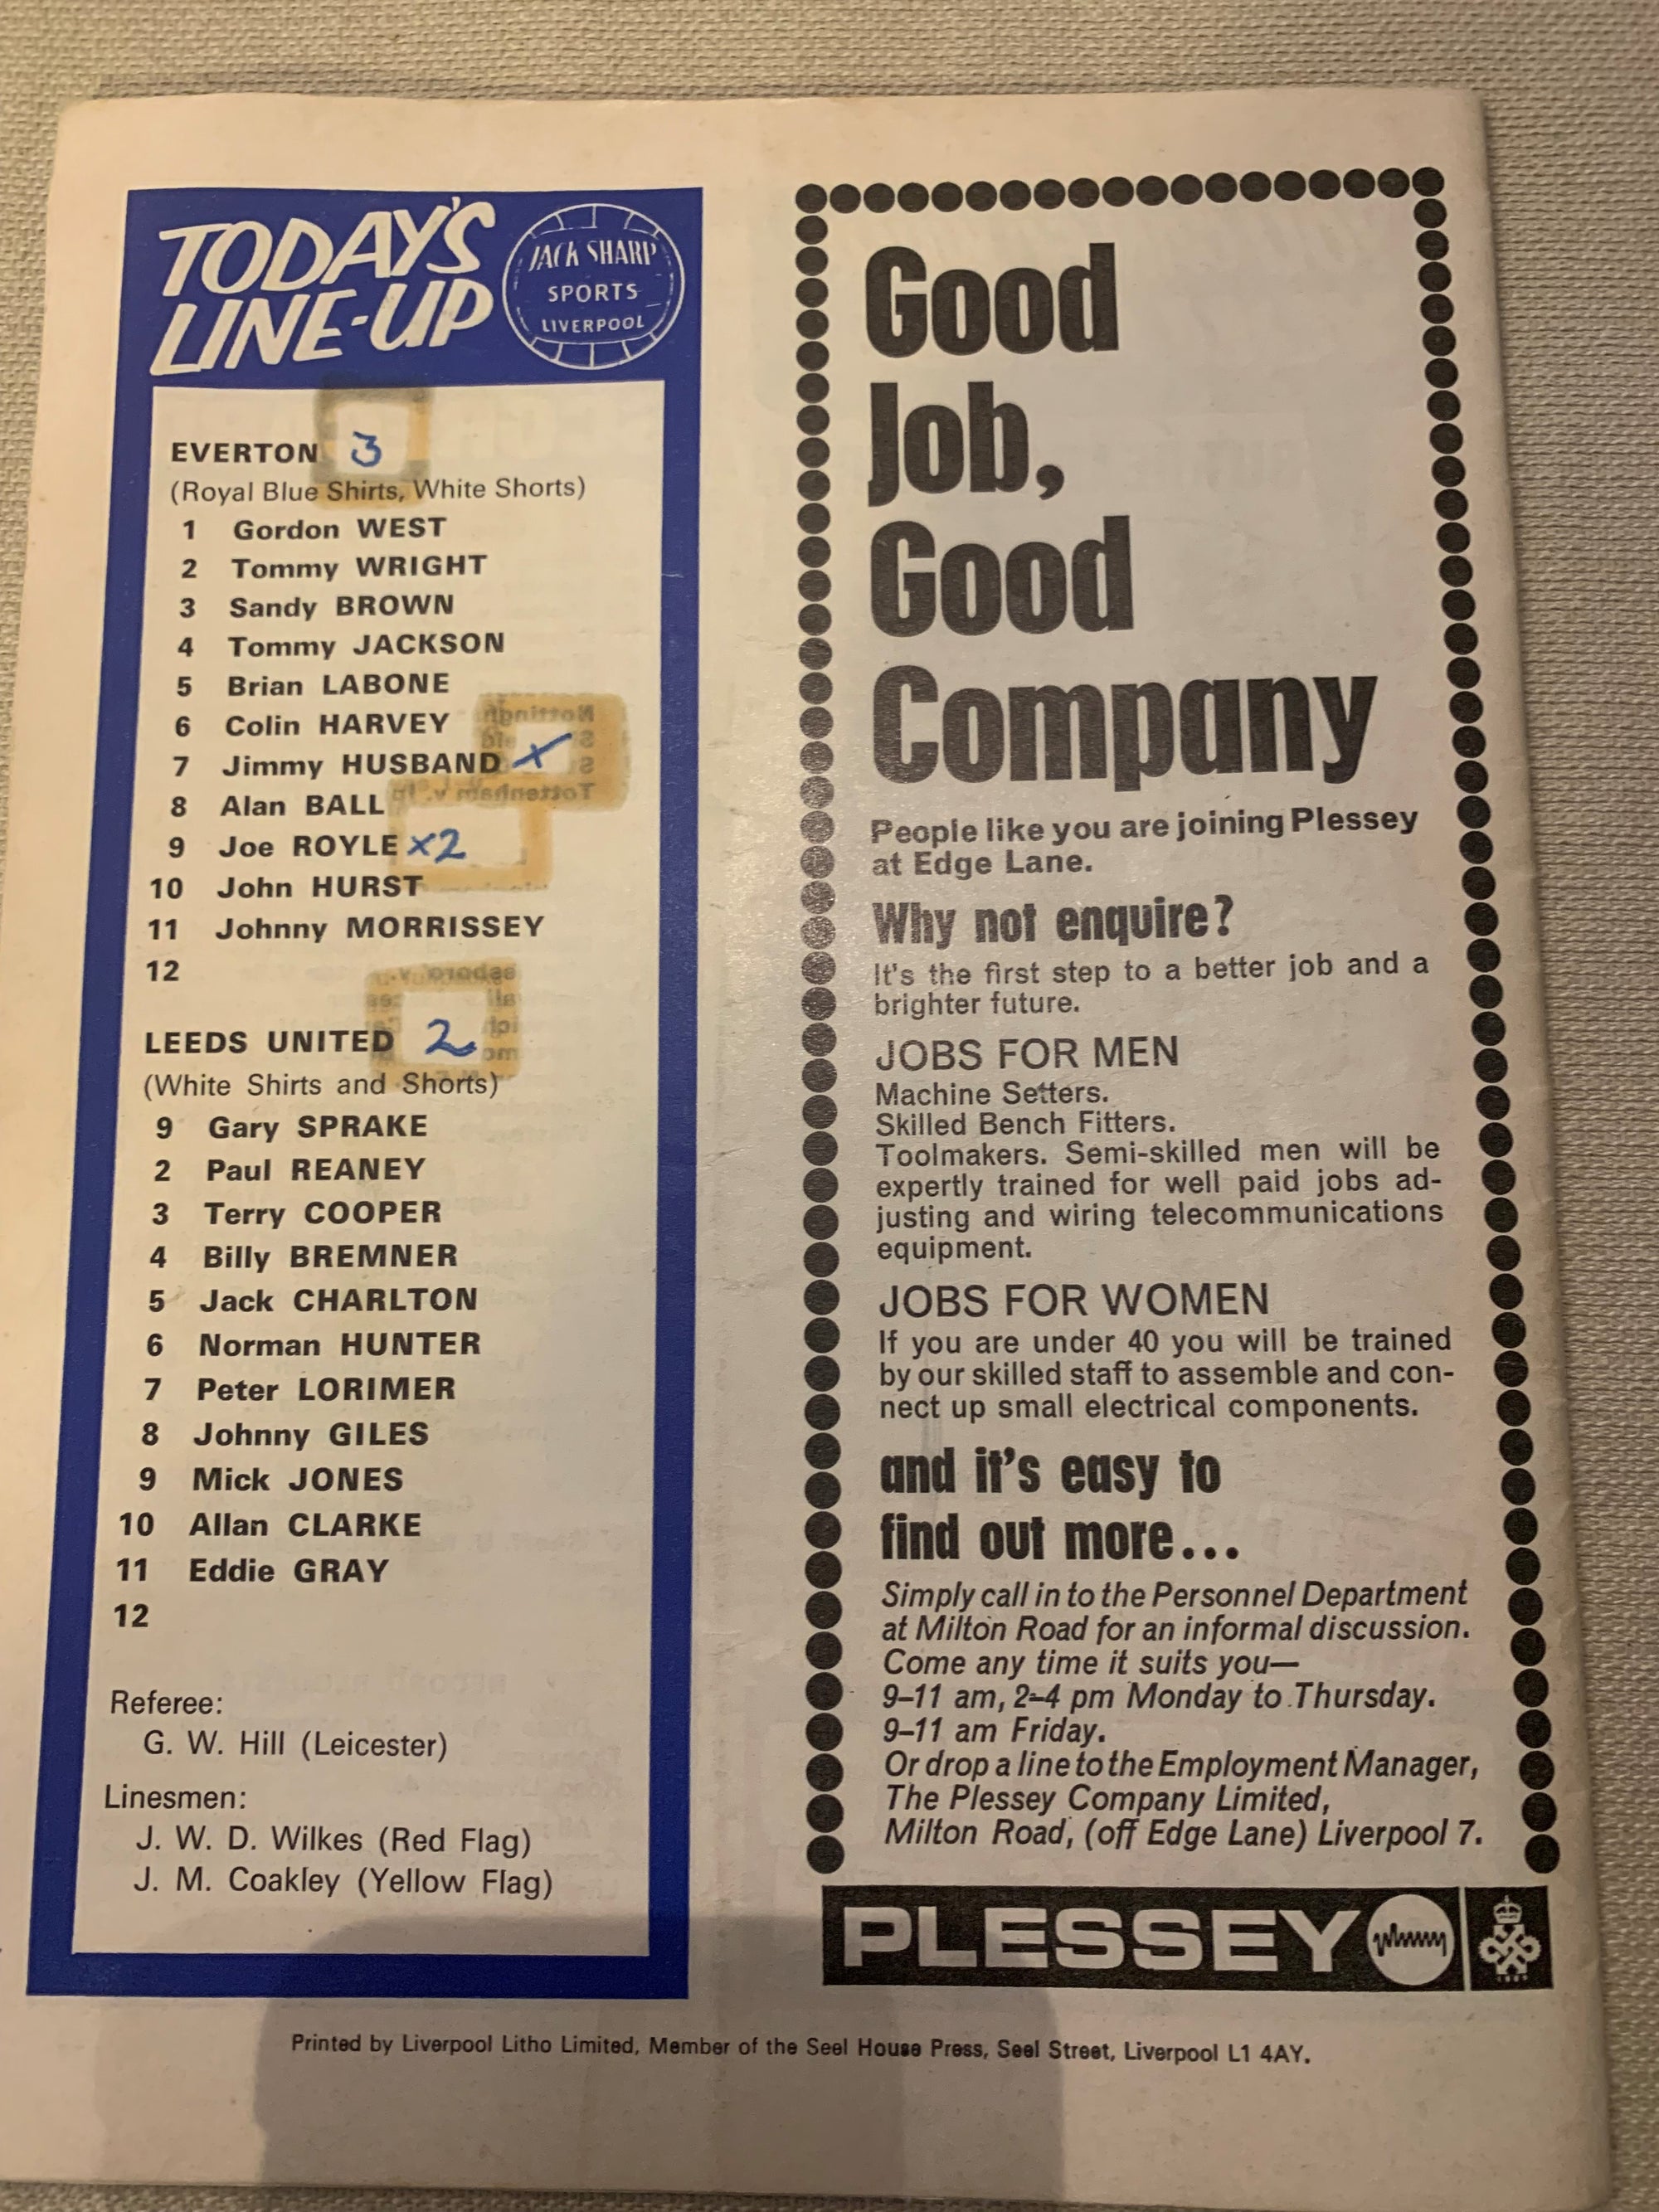 TODAY'S
LINE-UP
JACK SHARP
SPORTS
LIVERPOOL
EVERTON 3
(Royal Blue Shirts, White Shorts)
1 Gordon WEST
2 Tommy WRIGHT
3 Sandy BROWN
4 Tommy JACKSON
5 Brian LABONE
6 Colin HARVEY
7 Jimmy HUSBAND x
8 Alan BALL
9 Joe ROYLE x2
10 John HURST
11 Johnny MORRISSEY
12
LEEDS UNITED 2
(White Shirts and Shorts)
9 Gary SPRAKE
2 Paul REANEY
3 Terry COOPER
4 Billy BREMNER
5 Jack CHARLTON
6 Norman HUNTER
7 Peter LORIMER
8 Johnny GILES
9 Mick JONES
10 Allan CLARKE
11 Eddie GRAY
12
Referee:
G. W. Hill (Leicester)
Linesmen:
J. W. D. Wilkes (Red Flag)
J. M. Coakley (Yellow Flag)
Good
Job,
Good
Company
People like you are joining Plessey
at Edge Lane.
Why not enquire?
It's the first step to a better job and a
brighter future.
JOBS FOR MEN
Machine Setters.
Skilled Bench Fitters.
Toolmakers. Semi-skilled men will be
expertly trained for well paid jobs ad-
justing and wiring telecommunications
equipment.
JOBS FOR WOMEN
If you are under 40 you will be trained
by our skilled staff to assemble and con-
nect up small electrical components.
and it's easy to
find out more...
Simply call in to the Personnel Department
at Milton Road for an informal discussion.
Come any time it suits you—
9–11 am, 2–4 pm Monday to Thursday.
9–11 am Friday.
Or drop a line to the Employment Manager,
The Plessey Company Limited,
Milton Road, (off Edge Lane) Liverpool 7.
PLESSEY
Printed by Liverpool Litho Limited, Member of the Seel House Press, Seel Street, Liverpool L1 4AY.